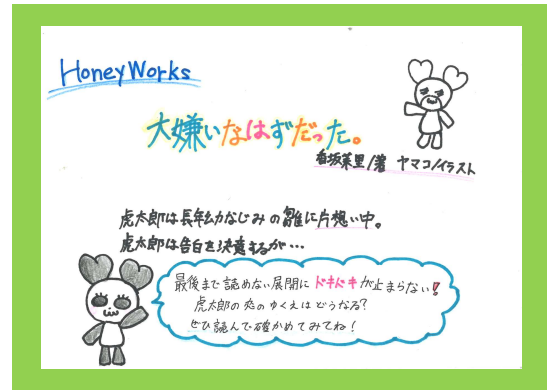 HoneyWorks
大嫌いなはずだった。
香坂茉里/著 ヤマコ/イラスト
虎太郎は長年幼なじみの雛に片想い中。
虎太郎は告白を決意するが…
最後まで読めない展開にドキドキが止まらない!
虎太郎の恋のゆくえはどうなる?
ぜひ読んで確かめてみてね!